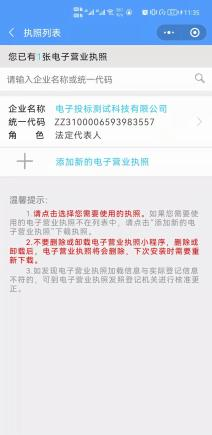 11:35
执照列表
您已有1张电子营业执照
请输入企业名称或统一代码
企业名称 电子投标测试科技有限公司
统一代码 ZZ3100006593983557
角色 法定代表人
添加新的电子营业执照
温馨提示：
1.请点击选择您需要使用的执照。如果您需要
使用的电子营业执照不在列表中，请点击“添加新的电
子营业执照”下载执照。
2.不要删除或卸载电子营业执照小程序，删除或
卸载后，电子营业执照将会删除，下次安装时需要重
新下载。
3.如发现电子营业执照加载信息与实际登记信息
不符的，可到电子营业执照发照登记机关进行核准更
正。